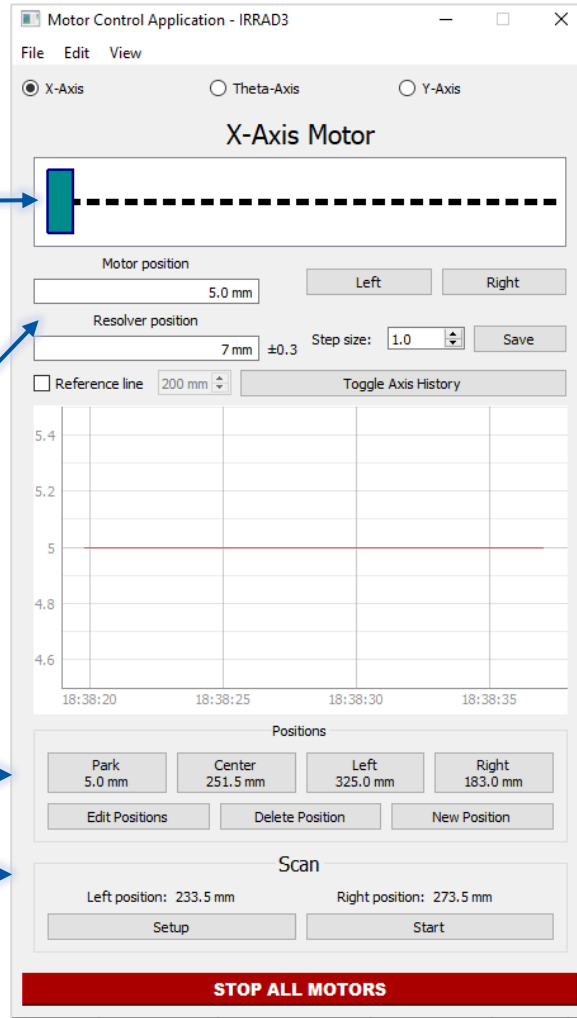 Motor Control Application - IRRAD3
File Edit View
X-Axis Theta-Axis Y-Axis
X-Axis Motor
Motor position
5.0 mm
Left Right
Resolver position
7 mm ±0.3
Step size: 1.0 Save
Reference line 200 mm Toggle Axis History
5.4
5.2
5
4.8
4.6
18:38:20 18:38:25 18:38:30 18:38:35
Positions
Park Center Left Right
5.0 mm 251.5 mm 325.0 mm 183.0 mm
Edit Positions Delete Position New Position
Scan
Left position: 233.5 mm Right position: 273.5 mm
Setup Start
STOP ALL MOTORS